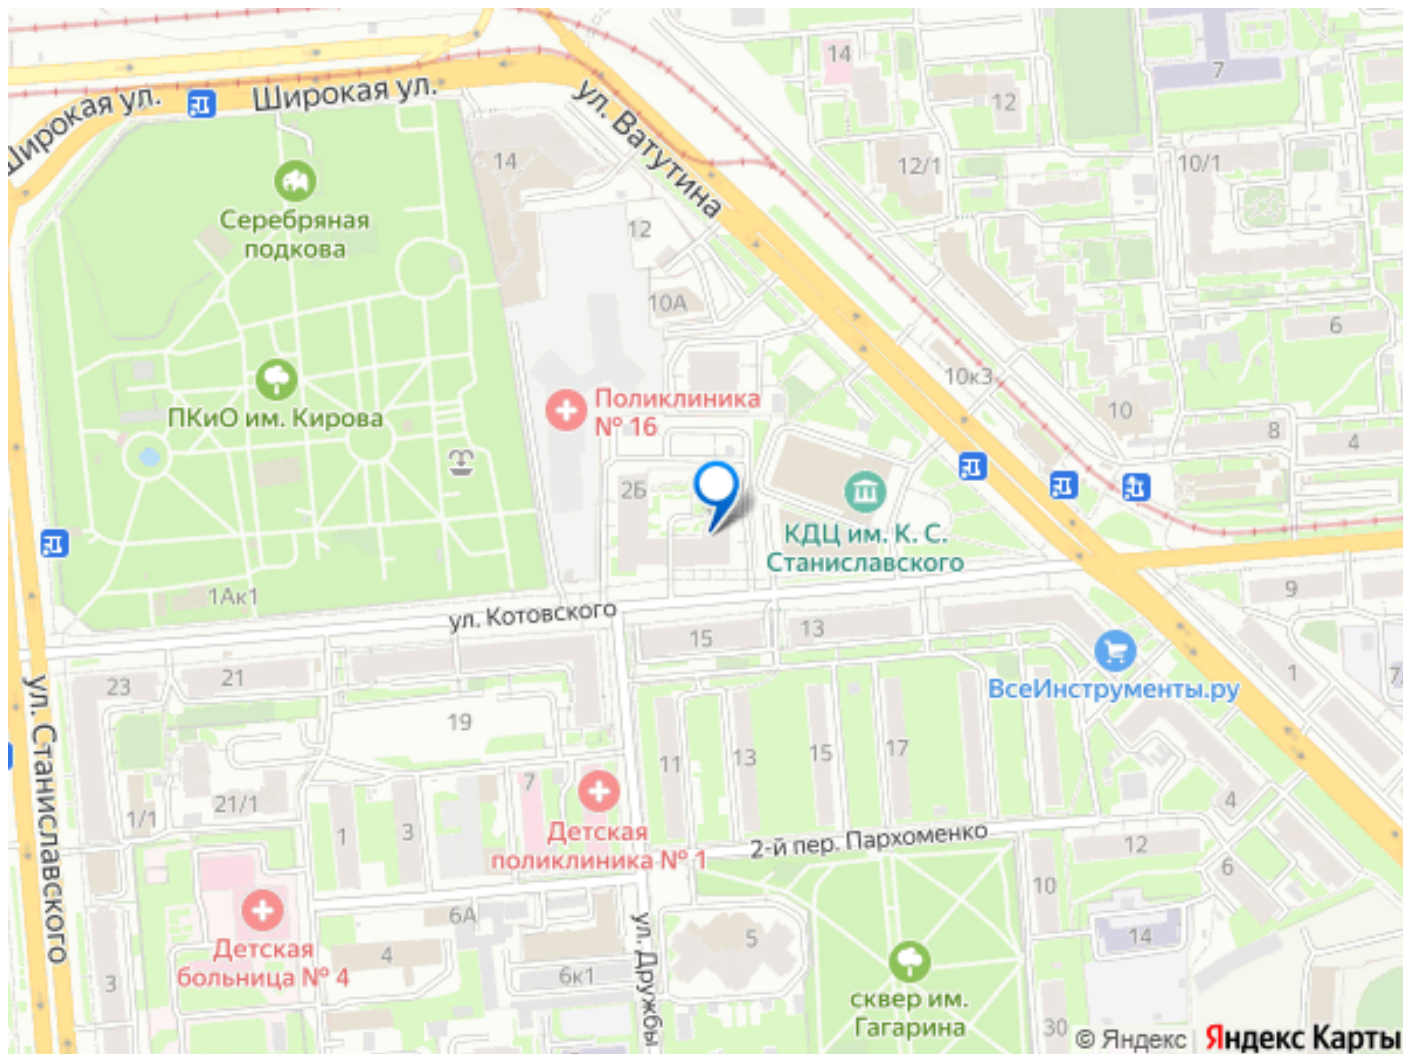 Широкая ул.
Широкая ул.
ул. Ватутина
14
12
7
12/1
10/1
14
Серебряная
подкова
12
10А
6
ПКиО им. Кирова
Поликлиника
№ 16
10к3
10
8
4
2Б
КДЦ им. К. С.
Станиславского
1Ак1
ул. Котовского
9
15
13
23
21
ВсеИнструменты.ру
1
7/
ул. Станиславского
19
11
13
15
17
7
21/1
1/1
1
3
Детская
поликлиника № 1
2-й пер. Пархоменко
4
12
6
10
Детская
больница № 4
6А
4
6к1
3
ул. Дружбы
5
сквер им.
Гагарина
14
30
© Яндекс
Яндекс Карты